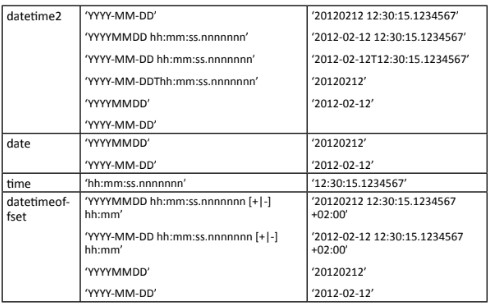 datetime2 'YYYY-MM-DD' '20120212 12:30:15.1234567'
'YYYYMMDD hh:mm:ss.nnnnnnn' '2012-02-12 12:30:15.1234567'
'YYYY-MM-DD hh:mm:ss.nnnnnnn' '2012-02-12T12:30:15.1234567'
'YYYY-MM-DDThh:mm:ss.nnnnnnn' '20120212'
'YYYYMMDD' '2012-02-12'
'YYYY-MM-DD'
date 'YYYYMMDD' '20120212'
'YYYY-MM-DD' '2012-02-12'
time 'hh:mm:ss.nnnnnnn' '12:30:15.1234567'
datetimeof- 'YYYYMMDD hh:mm:ss.nnnnnnn [+|-] '20120212 12:30:15.1234567
fset hh:mm' +02:00'
'YYYY-MM-DD hh:mm:ss.nnnnnnn [+|-] '2012-02-12 12:30:15.1234567
hh:mm' +02:00'
'YYYYMMDD' '20120212'
'YYYY-MM-DD' '2012-02-12'